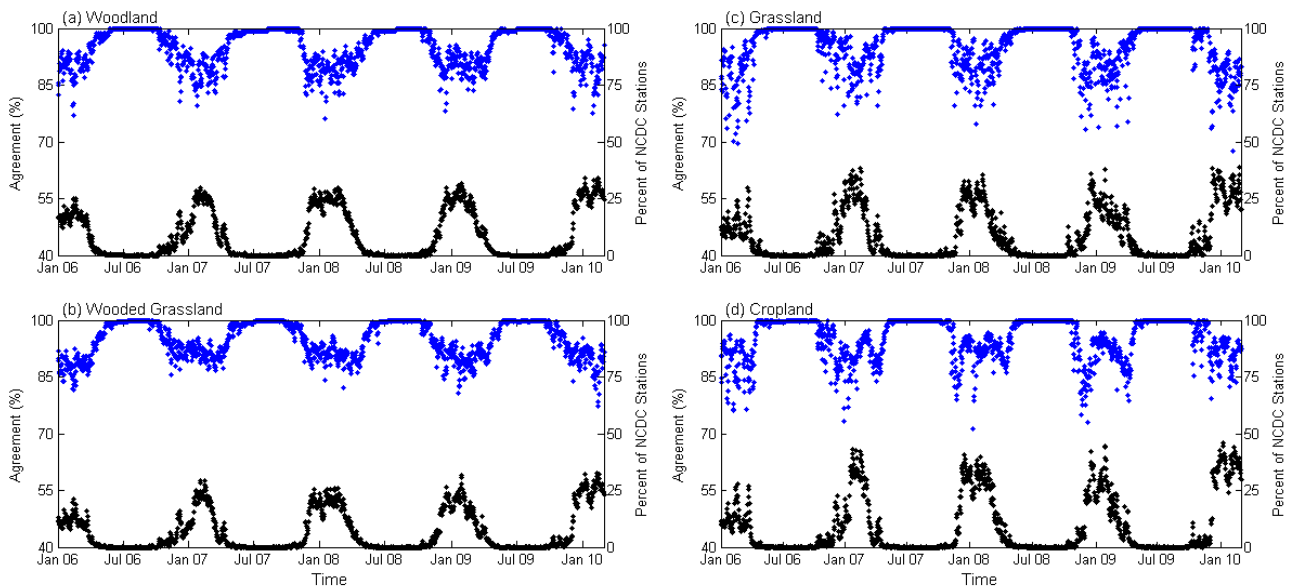 (a) Woodland
100
85
70
55
40
Agreement (%)
100
75
50
25
0
Percent of NCDC Stations
Jan 06
Jul 06
Jan 07
Jul 07
Jan 08
Jul 08
Jan 09
Jul 09
Jan 10
(c) Grassland
100
85
70
55
40
Agreement (%)
100
75
50
25
0
Percent of NCDC Stations
Jan 06
Jul 06
Jan 07
Jul 07
Jan 08
Jul 08
Jan 09
Jul 09
Jan 10
(b) Wooded Grassland
100
85
70
55
40
Agreement (%)
100
75
50
25
0
Percent of NCDC Stations
Jan 06
Jul 06
Jan 07
Jul 07
Jan 08
Jul 08
Jan 09
Jul 09
Jan 10
Time
(d) Cropland
100
85
70
55
40
Agreement (%)
100
75
50
25
0
Percent of NCDC Stations
Jan 06
Jul 06
Jan 07
Jul 07
Jan 08
Jul 08
Jan 09
Jul 09
Jan 10
Time